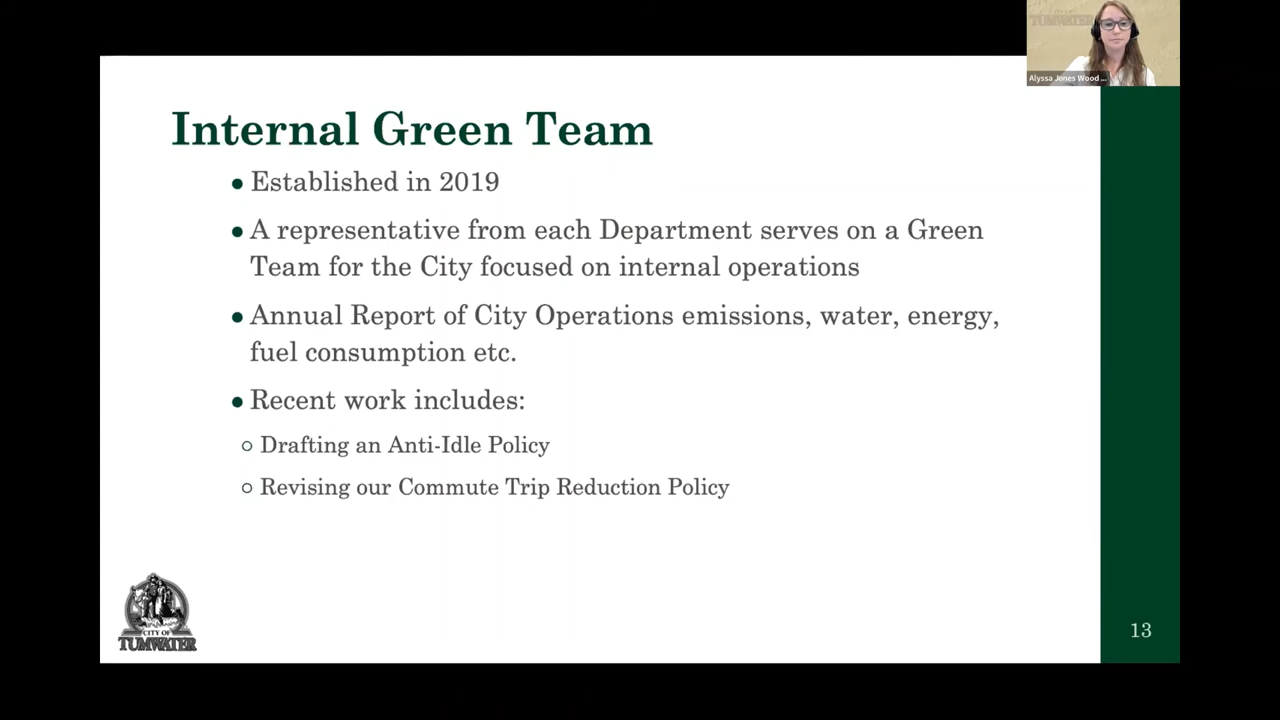 TUMWATER
Alyssa Jones Wood ...
Internal Green Team
• Established in 2019
• A representative from each Department serves on a Green
Team for the City focused on internal operations
• Annual Report of City Operations emissions, water, energy,
fuel consumption etc.
• Recent work includes:
○ Drafting an Anti-Idle Policy
○ Revising our Commute Trip Reduction Policy
CITY OF
TUMWATER
13